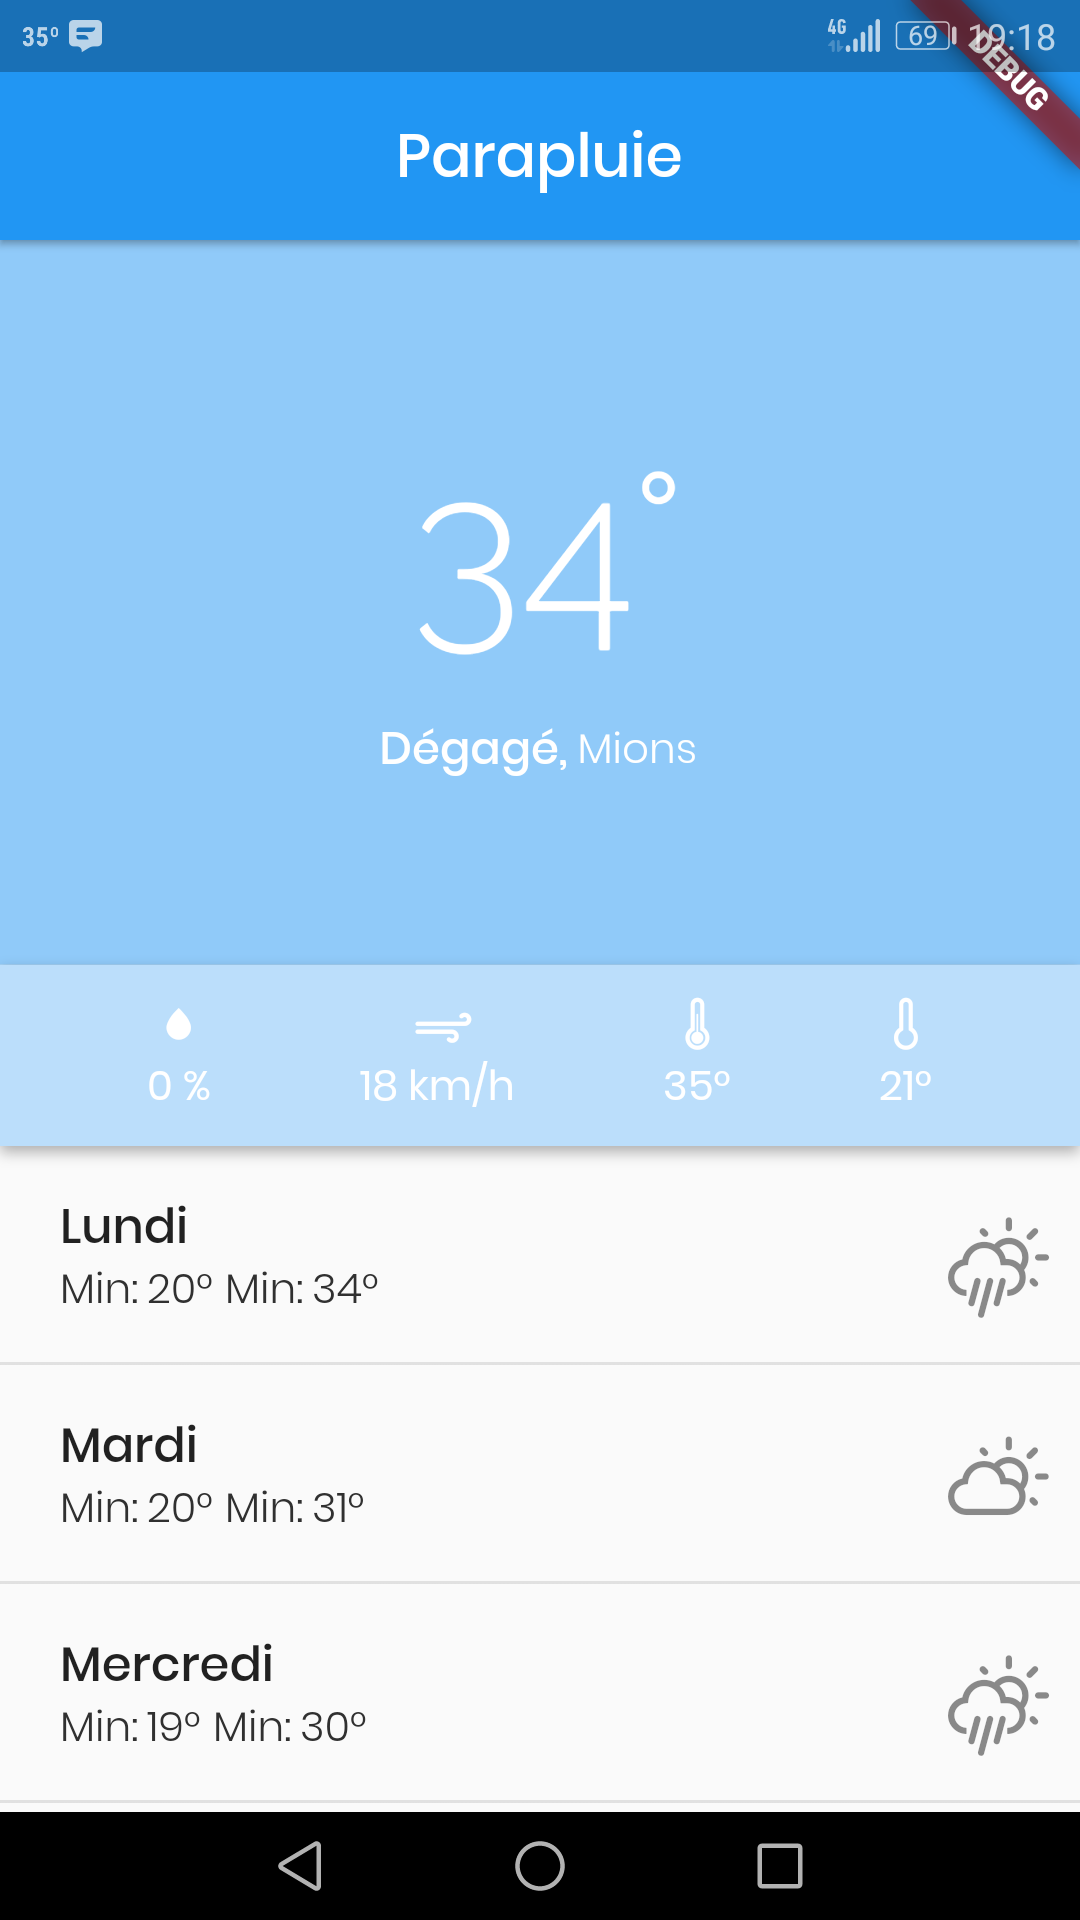 35°
4G
69
19:18
DEBUG
Parapluie
34°
Dégagé, Mions
0 %
18 km/h
35°
21°
Lundi
Min: 20° Min: 34°
Mardi
Min: 20° Min: 31°
Mercredi
Min: 19° Min: 30°